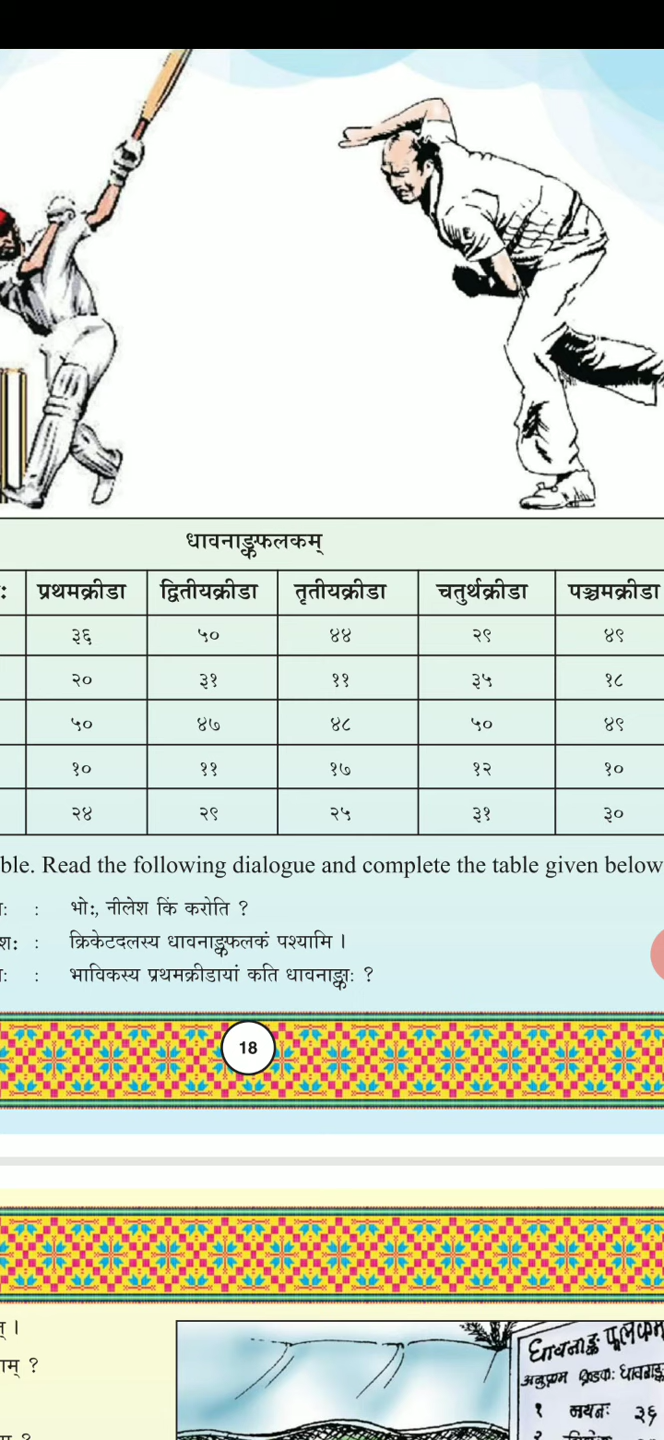 धावनाङ्कफलकम्
: प्रथमक्रीडा द्वितीयक्रीडा तृतीयक्रीडा चतुर्थक्रीडा पञ्चमक्रीडा
३६ ५० ४४ २९ ४९
२० ३१ ११ ३५ १८
५० ४७ ४८ ५० ४९
१० ११ १७ १२ १०
२४ २९ २५ ३१ ३०
ble. Read the following dialogue and complete the table given below
: भोः, नीलेश किं करोति ?
शः : क्रिकेटदलस्य धावनाङ्कफलकं पश्यामि ।
: भाविकस्य प्रथमक्रीडायां कति धावनाङ्काः ?
18
् ।
ाम् ?
धावनाङ्क फलकम
अनुक्रम क्रीडकः धावनाङ्क
१ जयनः ३६
२